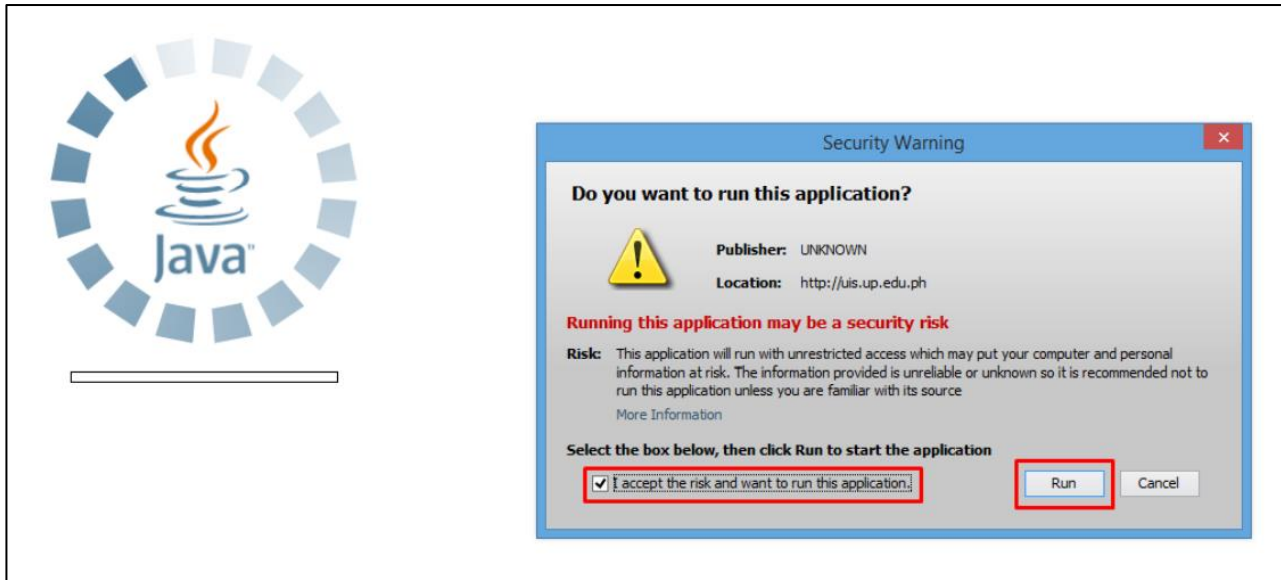 Java™
Security Warning
Do you want to run this application?
Publisher: UNKNOWN
Location: http://uis.up.edu.ph
Running this application may be a security risk
Risk: This application will run with unrestricted access which may put your computer and personal
information at risk. The information provided is unreliable or unknown so it is recommended not to
run this application unless you are familiar with its source
More Information
Select the box below, then click Run to start the application
I accept the risk and want to run this application.
Run Cancel